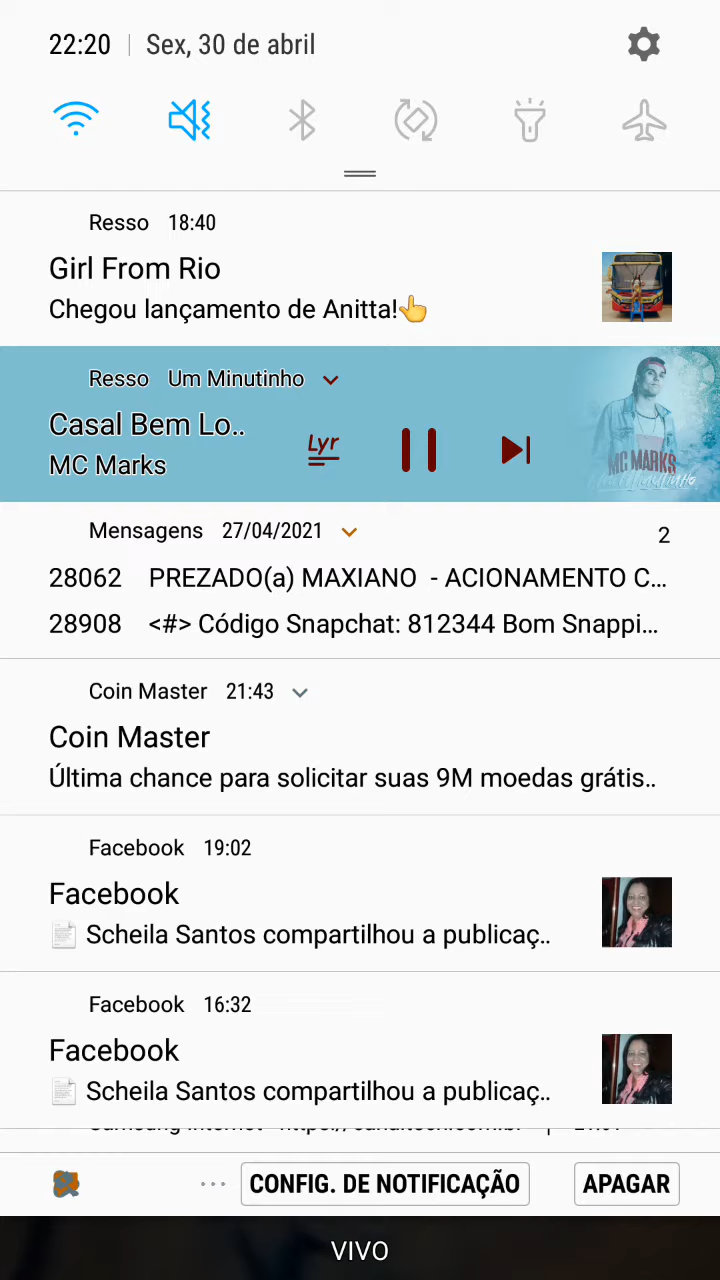 22:20 | Sex, 30 de abril
Resso 18:40
Girl From Rio
Chegou lançamento de Anitta!👆
Resso Um Minutinho
Casal Bem Lo..
Lyr
MC Marks
MC MARKS
Um Minutinho
Mensagens 27/04/2021
2
28062 PREZADO(a) MAXIANO - ACIONAMENTO C...
28908 <#> Código Snapchat: 812344 Bom Snappi...
Coin Master 21:43
Coin Master
Última chance para solicitar suas 9M moedas grátis..
Facebook 19:02
Facebook
Scheila Santos compartilhou a publicaç..
Facebook 16:32
Facebook
Scheila Santos compartilhou a publicaç..
Samsung Internet
... CONFIG. DE NOTIFICAÇÃO APAGAR
VIVO